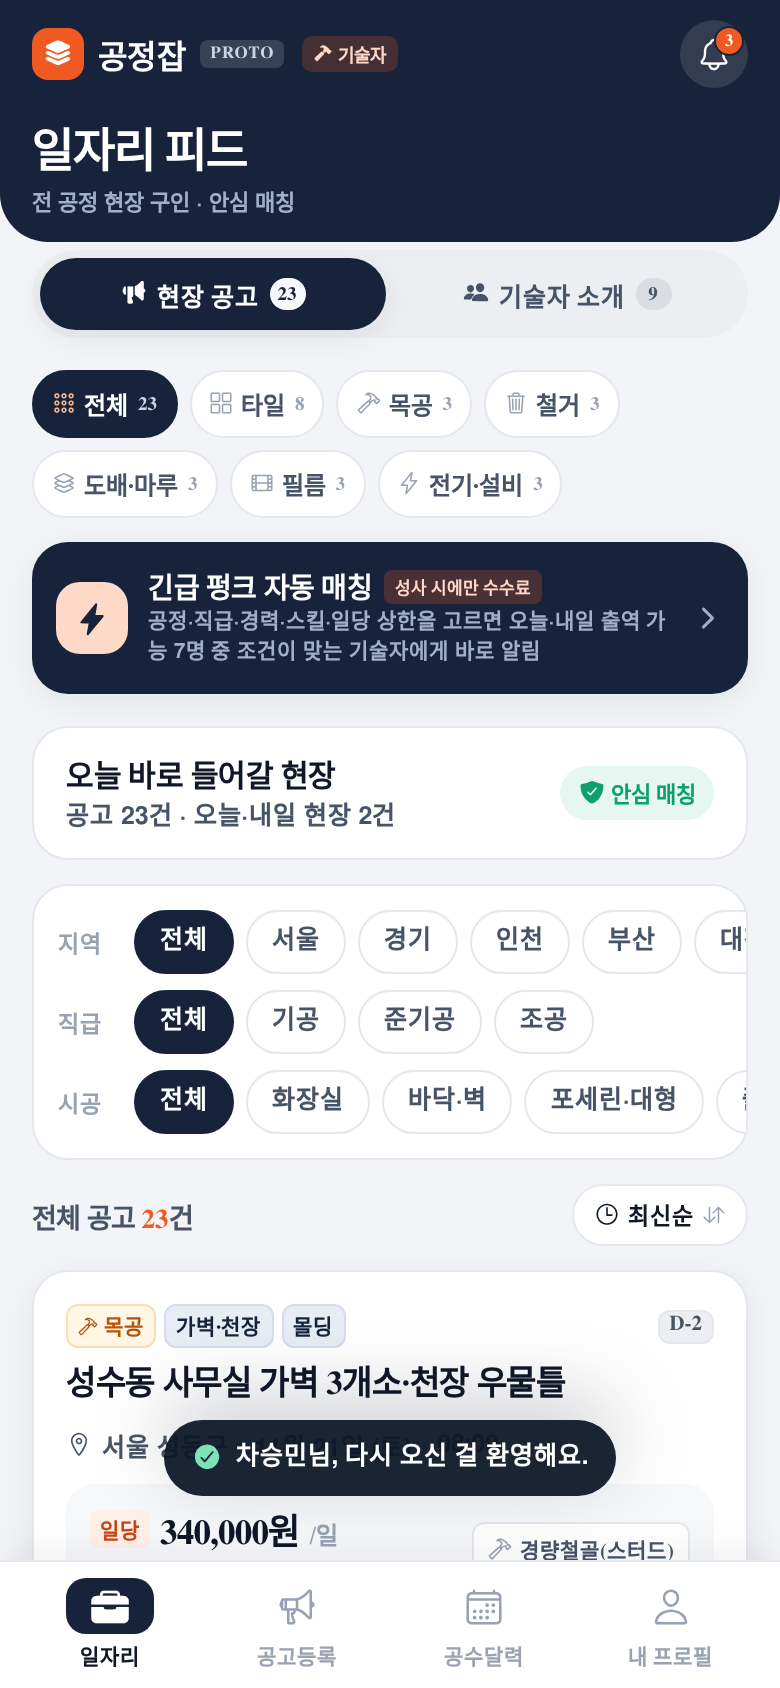 공정잡 PROTO 기술자 3
일자리 피드
전 공정 현장 구인 · 안심 매칭
현장 공고 23 기술자 소개 9
전체 23 타일 8 목공 3 철거 3
도배·마루 3 필름 3 전기·설비 3
긴급 펑크 자동 매칭 성사 시에만 수수료
공정·직급·경력·스킬·일당 상한을 고르면 오늘·내일 출역 가
능 7명 중 조건이 맞는 기술자에게 바로 알림
오늘 바로 들어갈 현장
공고 23건 · 오늘·내일 현장 2건
안심 매칭
지역 전체 서울 경기 인천 부산
직급 전체 기공 준기공 조공
시공 전체 화장실 바닥·벽 포세린·대형
전체 공고 23건 최신순
목공 가벽·천장 몰딩 D-2
성수동 사무실 가벽 3개소·천장 우물틀
서울
차승민님, 다시 오신 걸 환영해요.
일당 340,000원 /일 경량철골(스터드)
일자리 공고등록 공수달력 내 프로필